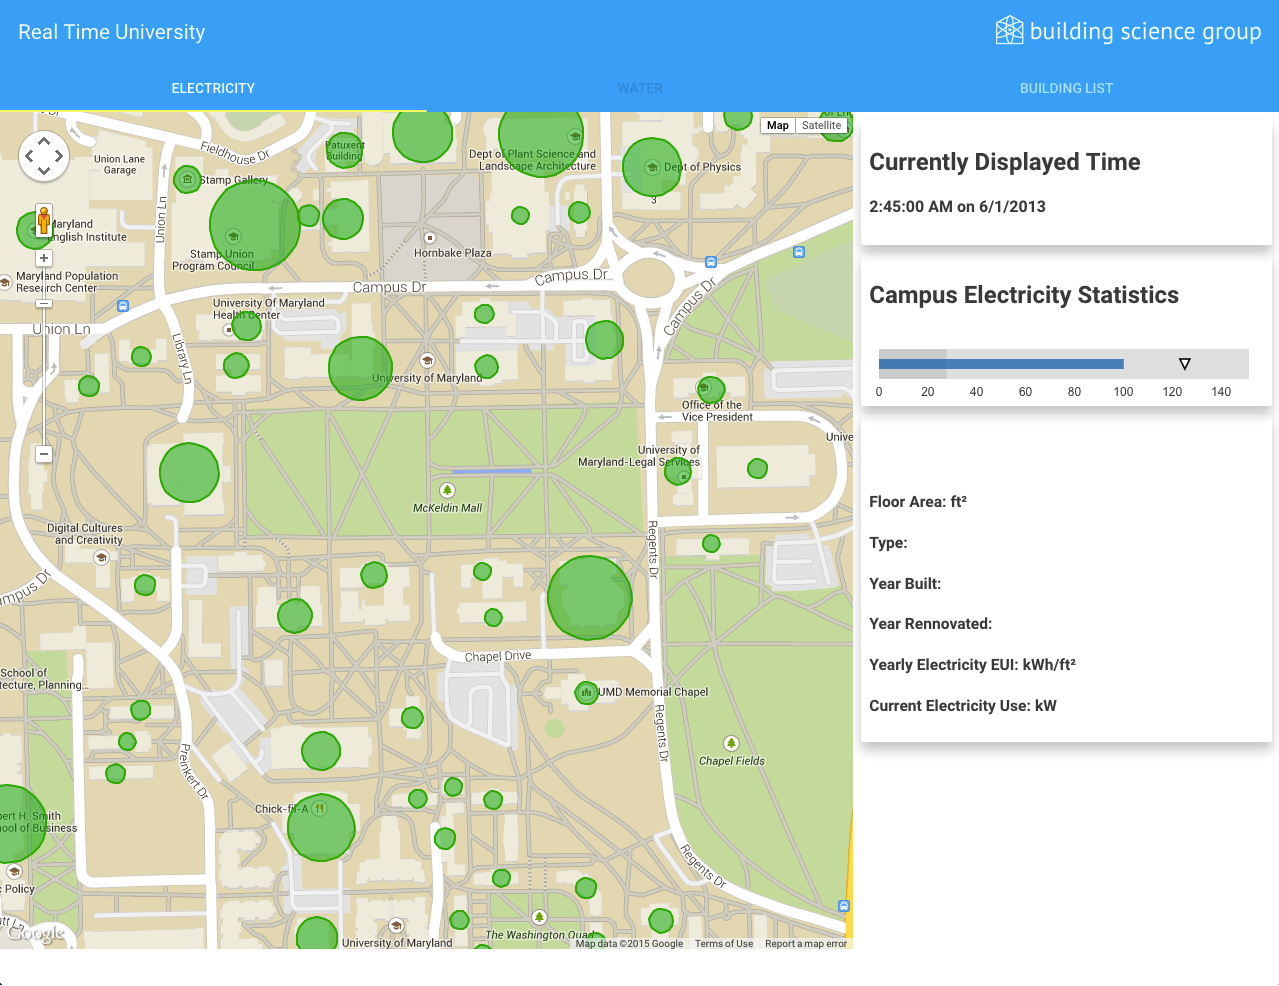 Real Time University
building science group
ELECTRICITY
WATER
BUILDING LIST
Map
Satellite
Fieldhouse Dr
Union Lane
Garage
Patuxent
Building
Dept of Plant Science and
Landscape Architecture
Dept of Physics
3
Stamp Gallery
Union Ln
Maryland
English Institute
Stamp Union
Program Council
Hornbake Plaza
Maryland Population
Research Center
Campus Dr
Campus Dr
Campus Dr
University Of Maryland
Health Center
Union Ln
Library Ln
University of Maryland
Office of the
Vice President
University of
Maryland-Legal Services
Unive
McKeldin Mall
Digital Cultures
and Creativity
Regents Dr
mpus Dr
Chapel Drive
School of
tecture, Planning...
UMD Memorial Chapel
Regents Dr
Chapel Fields
Preinkert Dr
Chick-fil-A
bert H. Smith
ool of Business
Regents Dr
c Policy
att Ln
Google
University of Maryland
The Washington Quad
Map data ©2015 Google
Terms of Use
Report a map error
Currently Displayed Time
2:45:00 AM on 6/1/2013
Campus Electricity Statistics
0 20 40 60 80 100 120 140
Floor Area: ft²
Type:
Year Built:
Year Rennovated:
Yearly Electricity EUI: kWh/ft²
Current Electricity Use: kW